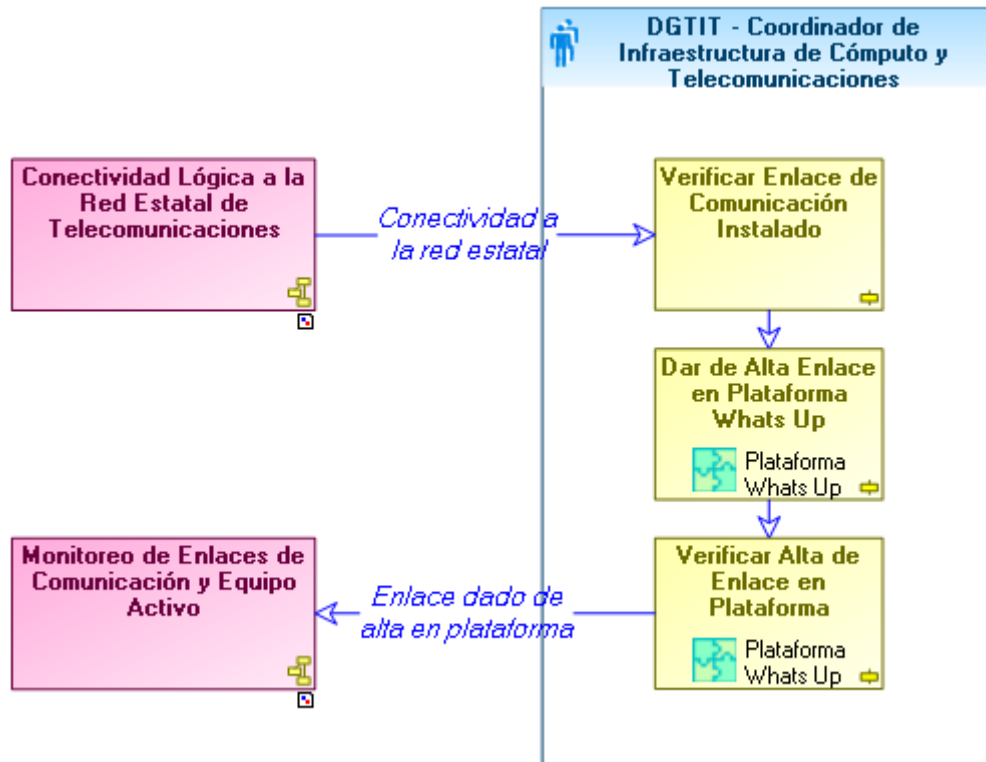 DGTIT - Coordinador de
Infraestructura de Cómputo y
Telecomunicaciones
Conectividad Lógica a la
Red Estatal de
Telecomunicaciones
Conectividad a
la red estatal
Verificar Enlace de
Comunicación
Instalado
Dar de Alta Enlace
en Plataforma
Whats Up
Plataforma
Whats Up
Monitoreo de Enlaces de
Comunicación y Equipo
Activo
Enlace dado de
alta en plataforma
Verificar Alta de
Enlace en
Plataforma
Plataforma
Whats Up